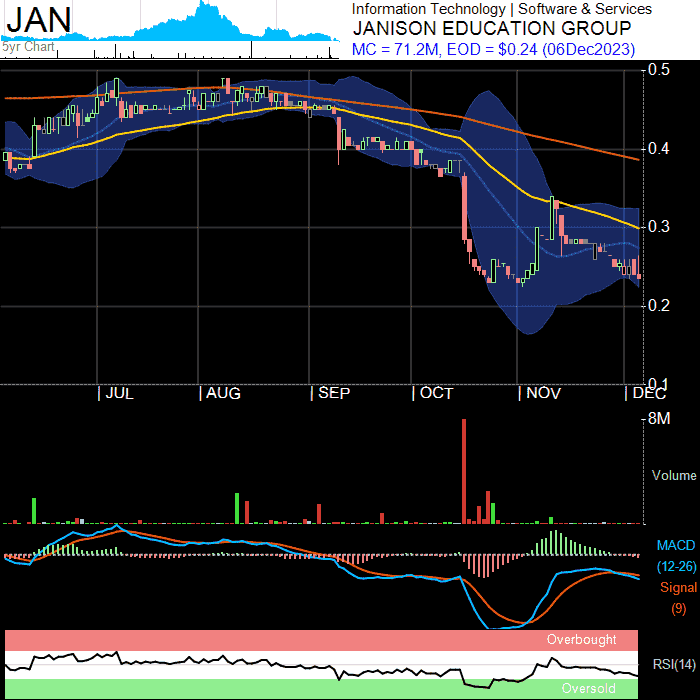 JAN
5yr Chart
Information Technology | Software & Services
JANISON EDUCATION GROUP
MC = 71.2M, EOD = $0.24 (06Dec2023)
0.5
0.4
0.3
0.2
0.1
| JUL | AUG | SEP | OCT | NOV | DEC
8M
Volume
MACD
(12-26)
Signal
(9)
Overbought
RSI(14)
Oversold